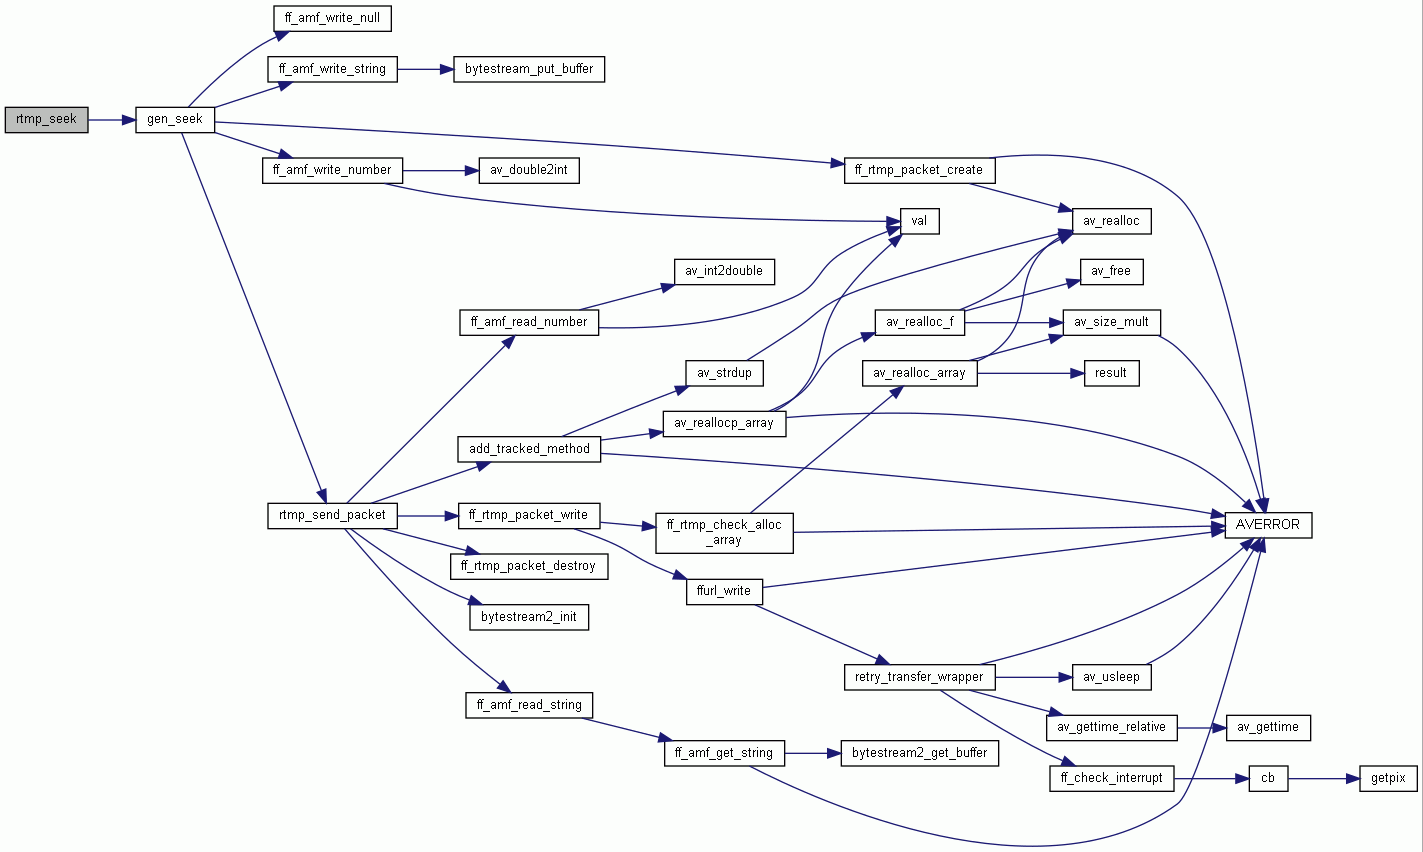 ff_amf_write_null
ff_amf_write_string
bytestream_put_buffer
rtmp_seek
gen_seek
ff_amf_write_number
av_double2int
ff_rtmp_packet_create
val
av_realloc
av_int2double
av_free
ff_amf_read_number
av_realloc_f
av_size_mult
av_strdup
av_realloc_array
result
av_reallocp_array
add_tracked_method
rtmp_send_packet
ff_rtmp_packet_write
ff_rtmp_check_alloc
_array
AVERROR
ff_rtmp_packet_destroy
ffurl_write
bytestream2_init
retry_transfer_wrapper
av_usleep
ff_amf_read_string
av_gettime_relative
av_gettime
ff_amf_get_string
bytestream2_get_buffer
ff_check_interrupt
cb
getpix